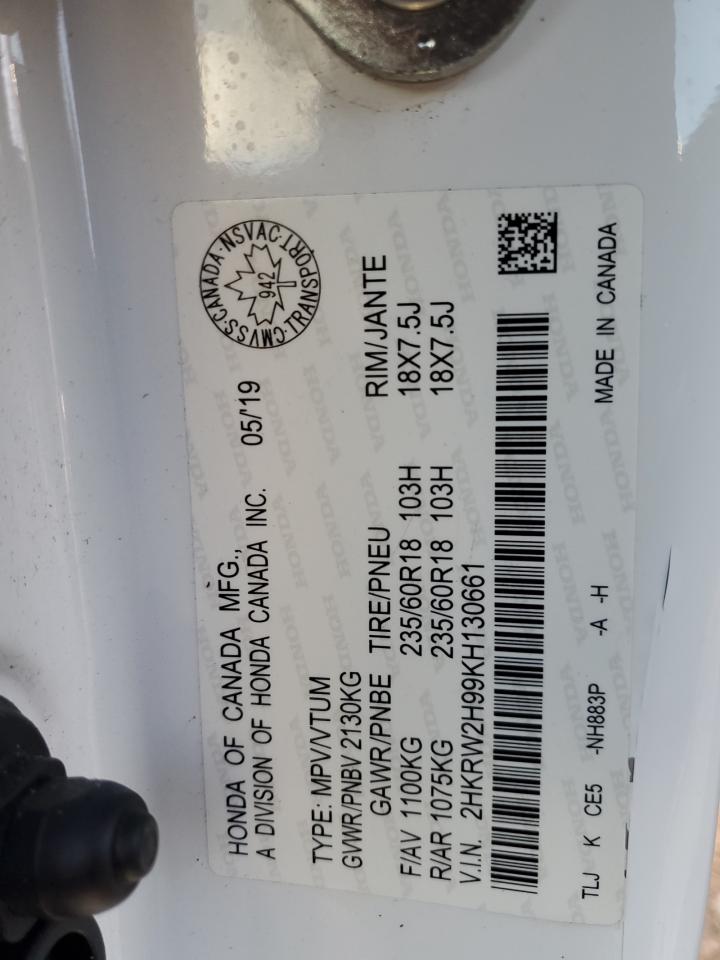 HONDA OF CANADA MFG.,
A DIVISION OF HONDA CANADA INC. 05/'19
CMVSS·CANADA·NSVAC·TRANSPORT·
942
TYPE: MPV/VTUM
GVWR/PNBV 2130KG
GAWR/PNBE TIRE/PNEU RIM/JANTE
F/AV 1100KG 235/60R18 103H 18X7.5J
R/AR 1075KG 235/60R18 103H 18X7.5J
V.I.N. 2HKRW2H99KH130661
TLJ K CE5 -NH883P -A -H MADE IN CANADA